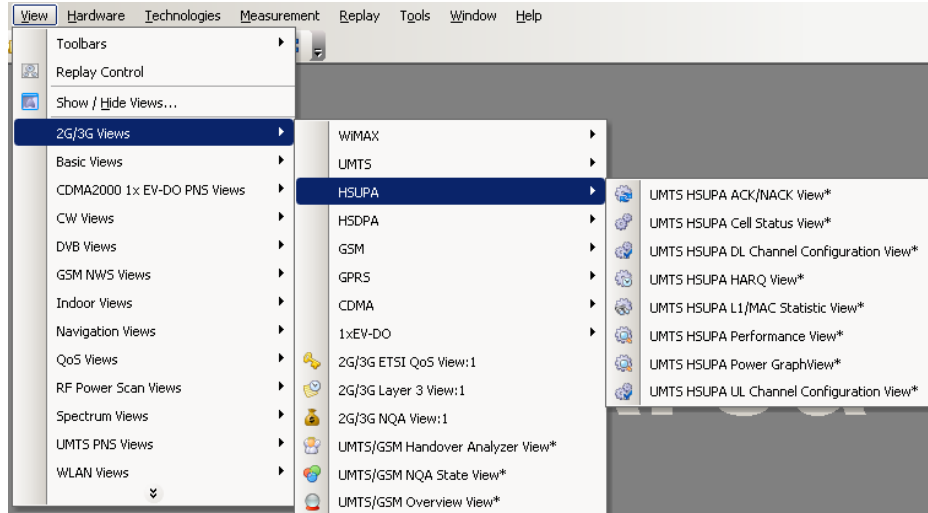 View Hardware Technologies Measurement Replay Tools Window Help
Toolbars
Replay Control
Show / Hide Views...
2G/3G Views
Basic Views
CDMA2000 1x EV-DO PNS Views
CW Views
DVB Views
GSM NWS Views
Indoor Views
Navigation Views
QoS Views
RF Power Scan Views
Spectrum Views
UMTS PNS Views
WLAN Views
WiMAX
UMTS
HSUPA
HSDPA
GSM
GPRS
CDMA
1xEV-DO
2G/3G ETSI QoS View:1
2G/3G Layer 3 View:1
2G/3G NQA View:1
UMTS/GSM Handover Analyzer View*
UMTS/GSM NQA State View*
UMTS/GSM Overview View*
UMTS HSUPA ACK/NACK View*
UMTS HSUPA Cell Status View*
UMTS HSUPA DL Channel Configuration View*
UMTS HSUPA HARQ View*
UMTS HSUPA L1/MAC Statistic View*
UMTS HSUPA Performance View*
UMTS HSUPA Power GraphView*
UMTS HSUPA UL Channel Configuration View*